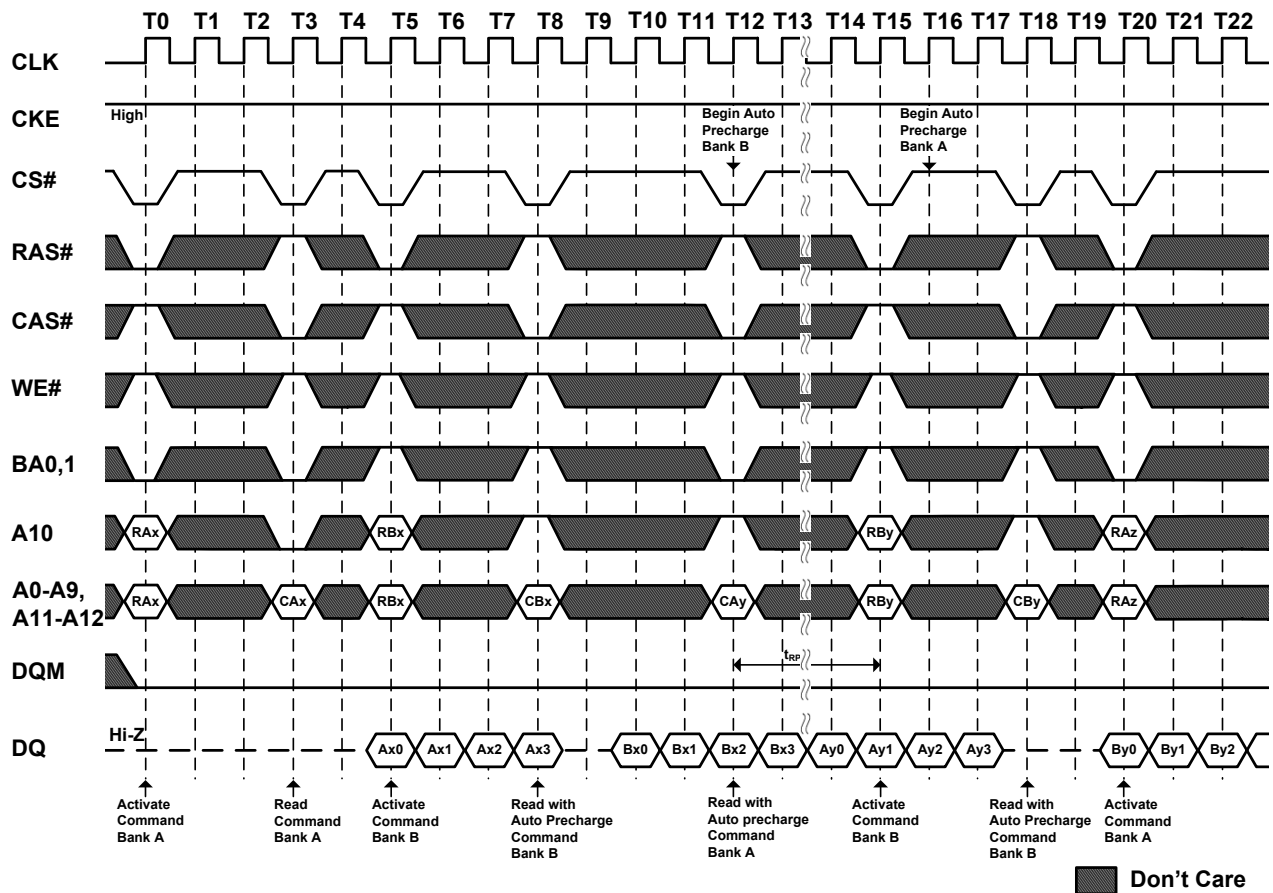 T0 T1 T2 T3 T4 T5 T6 T7 T8 T9 T10 T11 T12 T13 T14 T15 T16 T17 T18 T19 T20 T21 T22
CLK
CKE
High
Begin Auto
Precharge
Bank B
Begin Auto
Precharge
Bank A
CS#
RAS#
CAS#
WE#
BA0,1
A10
RAx RBx RBy RAz
A0-A9,
A11-A12
RAx CAx RBx CBx CAy RBy CBy RAz
DQM
tRP
DQ
Hi-Z
Ax0 Ax1 Ax2 Ax3 Bx0 Bx1 Bx2 Bx3 Ay0 Ay1 Ay2 Ay3 By0 By1 By2
Activate
Command
Bank A
Read
Command
Bank A
Activate
Command
Bank B
Read with
Auto Precharge
Command
Bank B
Read with
Auto precharge
Command
Bank A
Activate
Command
Bank B
Read with
Auto Precharge
Command
Bank B
Activate
Command
Bank A
Don't Care